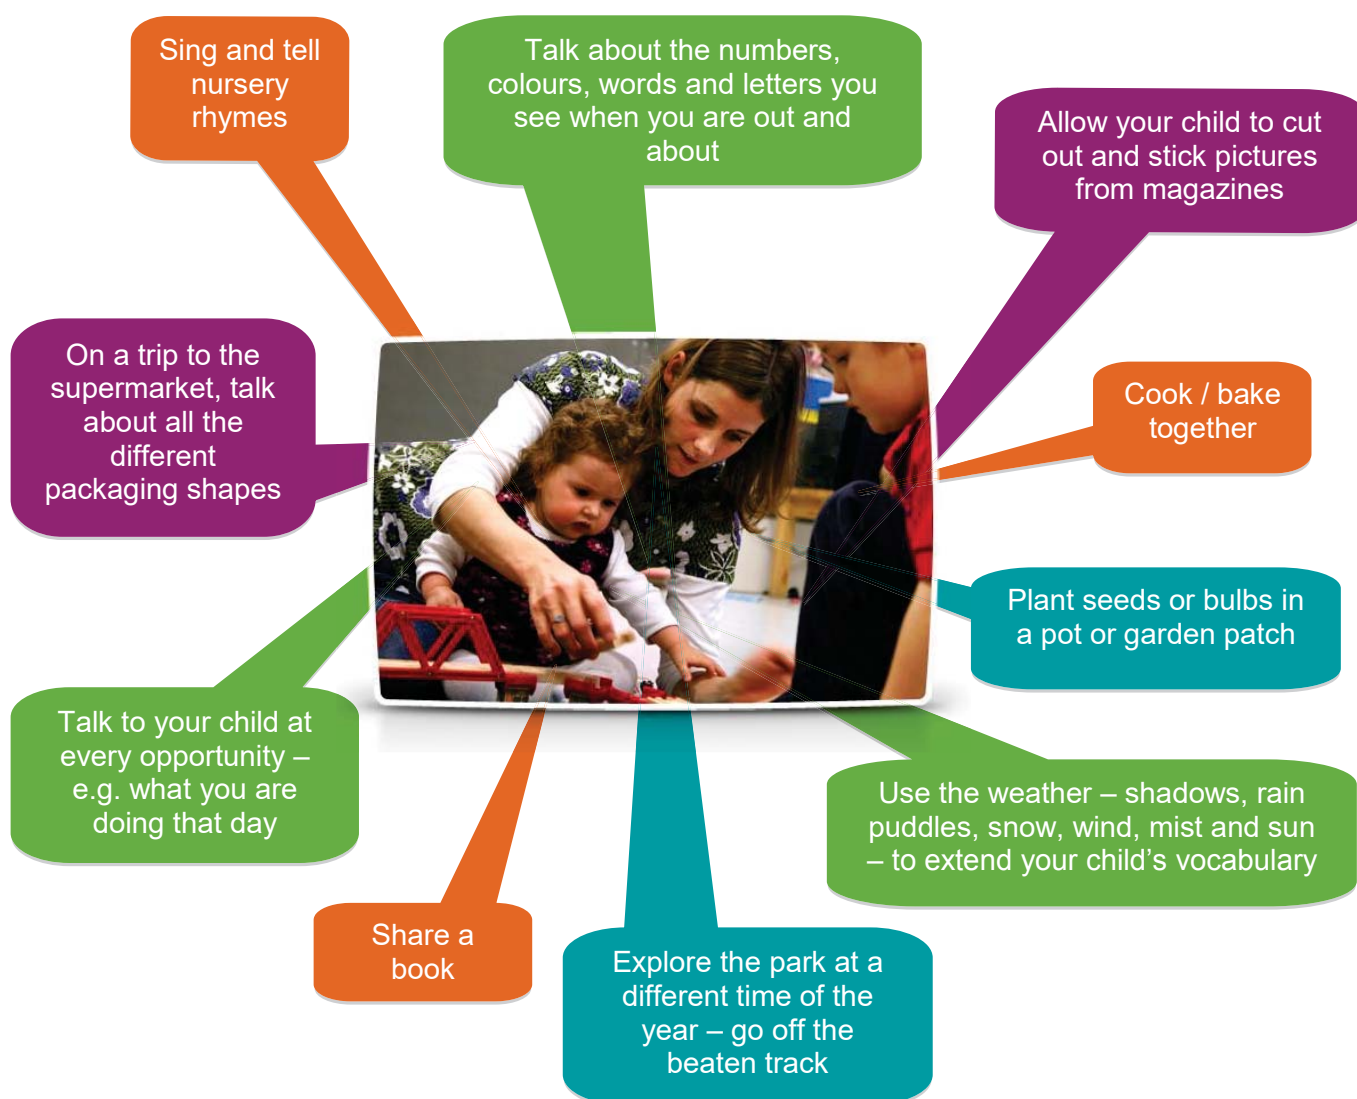 Sing and tell
nursery
rhymes
Talk about the numbers,
colours, words and letters you
see when you are out and
about
Allow your child to cut
out and stick pictures
from magazines
On a trip to the
supermarket, talk
about all the
different
packaging shapes
Cook / bake
together
Plant seeds or bulbs in
a pot or garden patch
Talk to your child at
every opportunity –
e.g. what you are
doing that day
Use the weather – shadows, rain
puddles, snow, wind, mist and sun
– to extend your child’s vocabulary
Share a
book
Explore the park at a
different time of the
year – go off the
beaten track